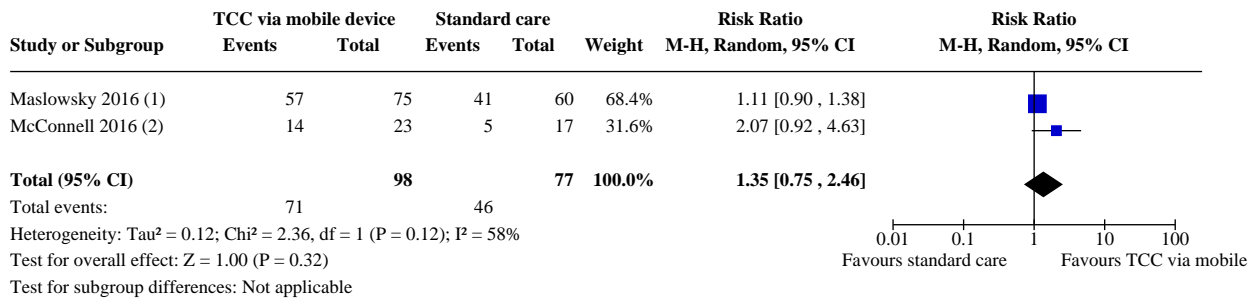 TCC via mobile device Standard care Risk Ratio Risk Ratio
Study or Subgroup Events Total Events Total Weight M-H, Random, 95% CI M-H, Random, 95% CI
Maslowsky 2016 (1) 57 75 41 60 68.4% 1.11 [0.90 , 1.38]
McConnell 2016 (2) 14 23 5 17 31.6% 2.07 [0.92 , 4.63]
Total (95% CI) 98 77 100.0% 1.35 [0.75 , 2.46]
Total events: 71 46
Heterogeneity: Tau² = 0.12; Chi² = 2.36, df = 1 (P = 0.12); I² = 58%
0.01 0.1 1 10 100
Test for overall effect: Z = 1.00 (P = 0.32) Favours standard care Favours TCC via mobile
Test for subgroup differences: Not applicable